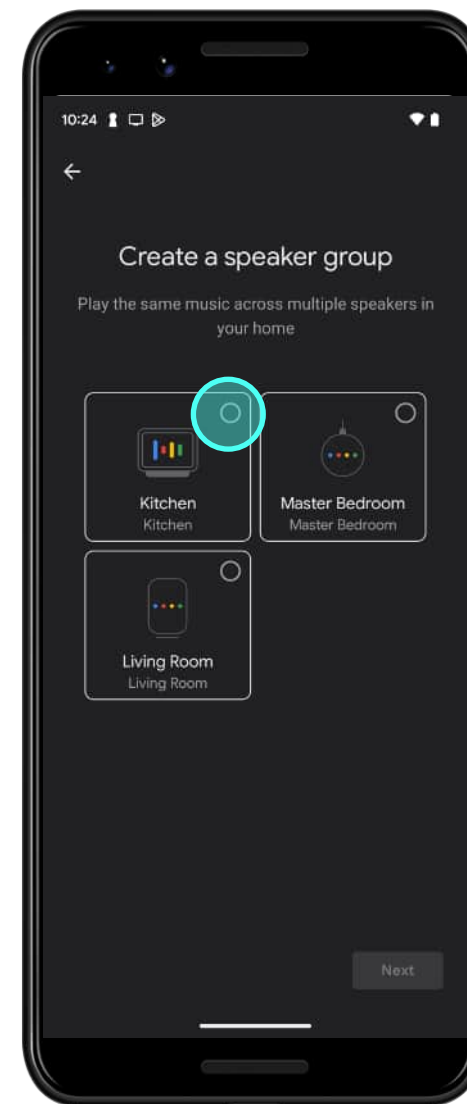 10:24
Create a speaker group
Play the same music across multiple speakers in
your home
Kitchen
Kitchen
Master Bedroom
Master Bedroom
Living Room
Living Room
Next